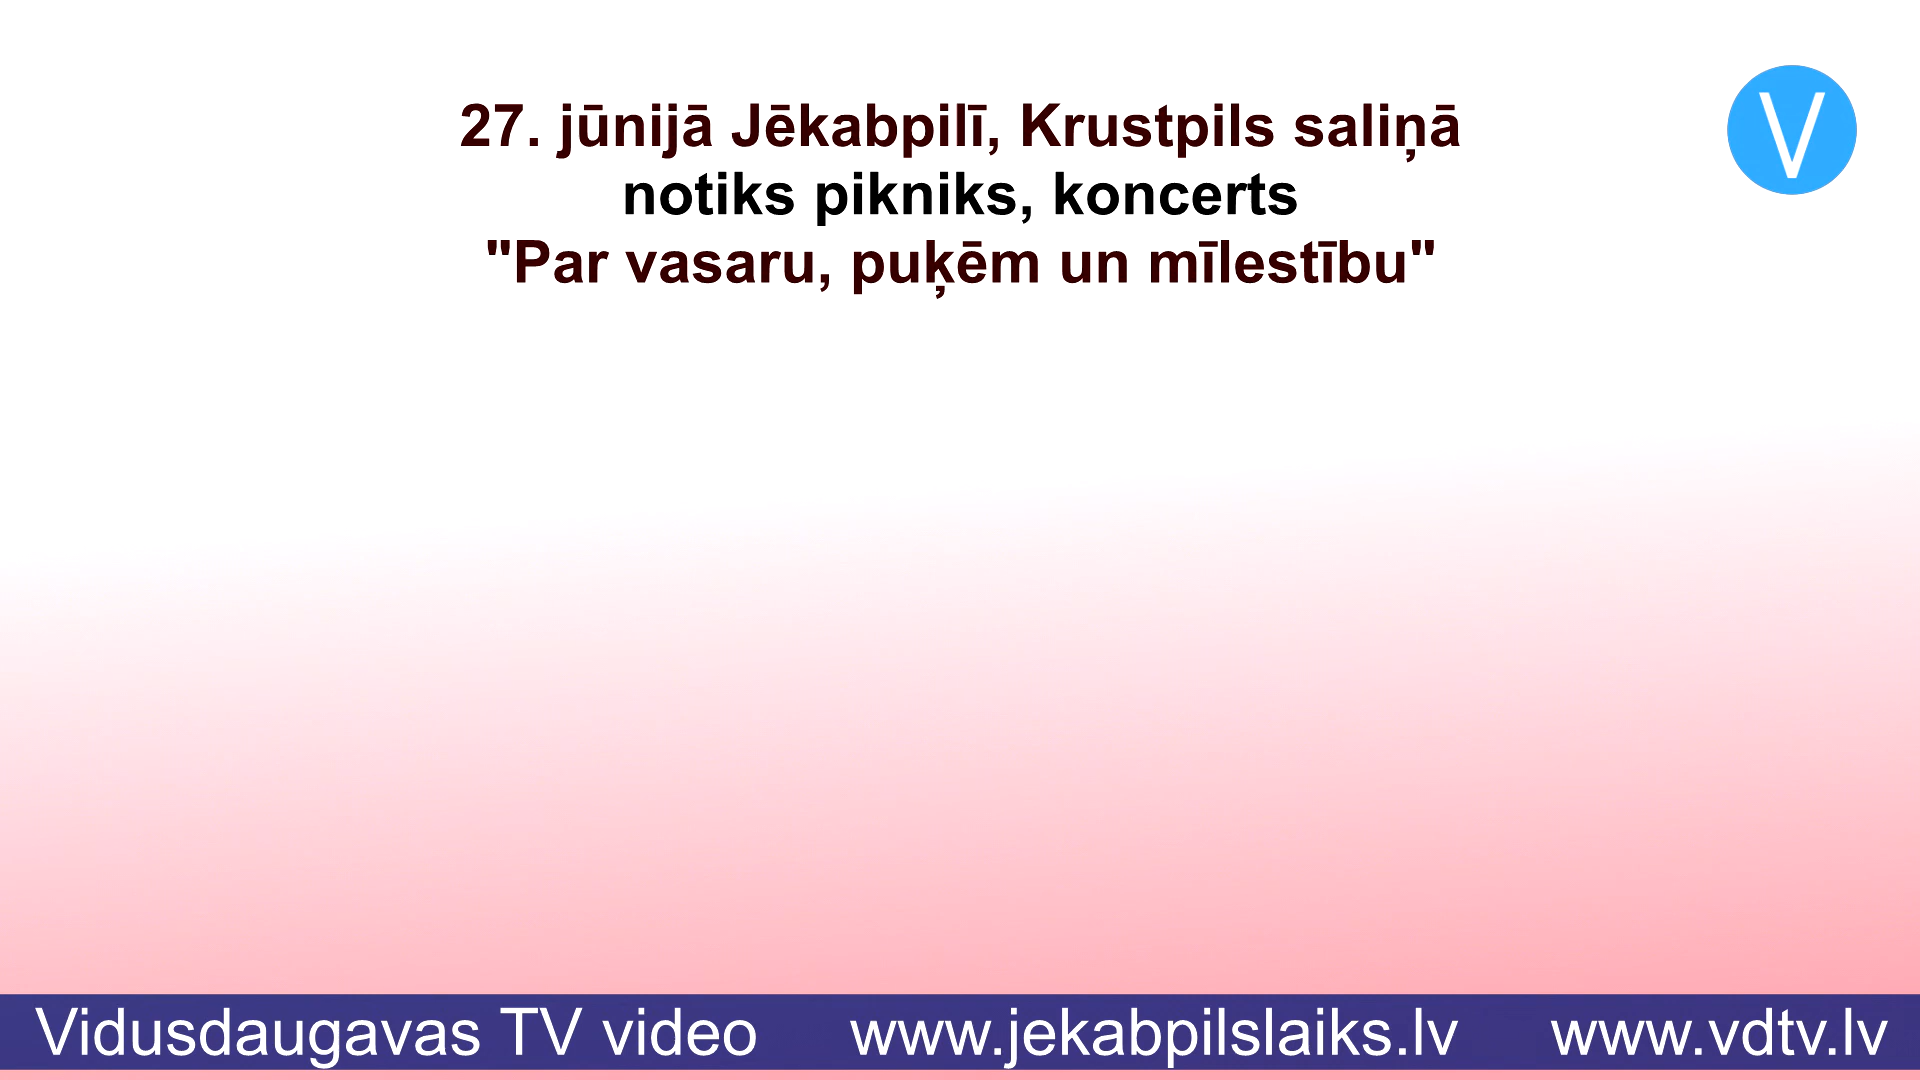 27. jūnijā Jēkabpilī, Krustpils saliņā
notiks pikniks, koncerts
"Par vasaru, puķēm un mīlestību"
V
Vidusdaugavas TV video www.jekabpilslaiks.lv www.vdtv.lv